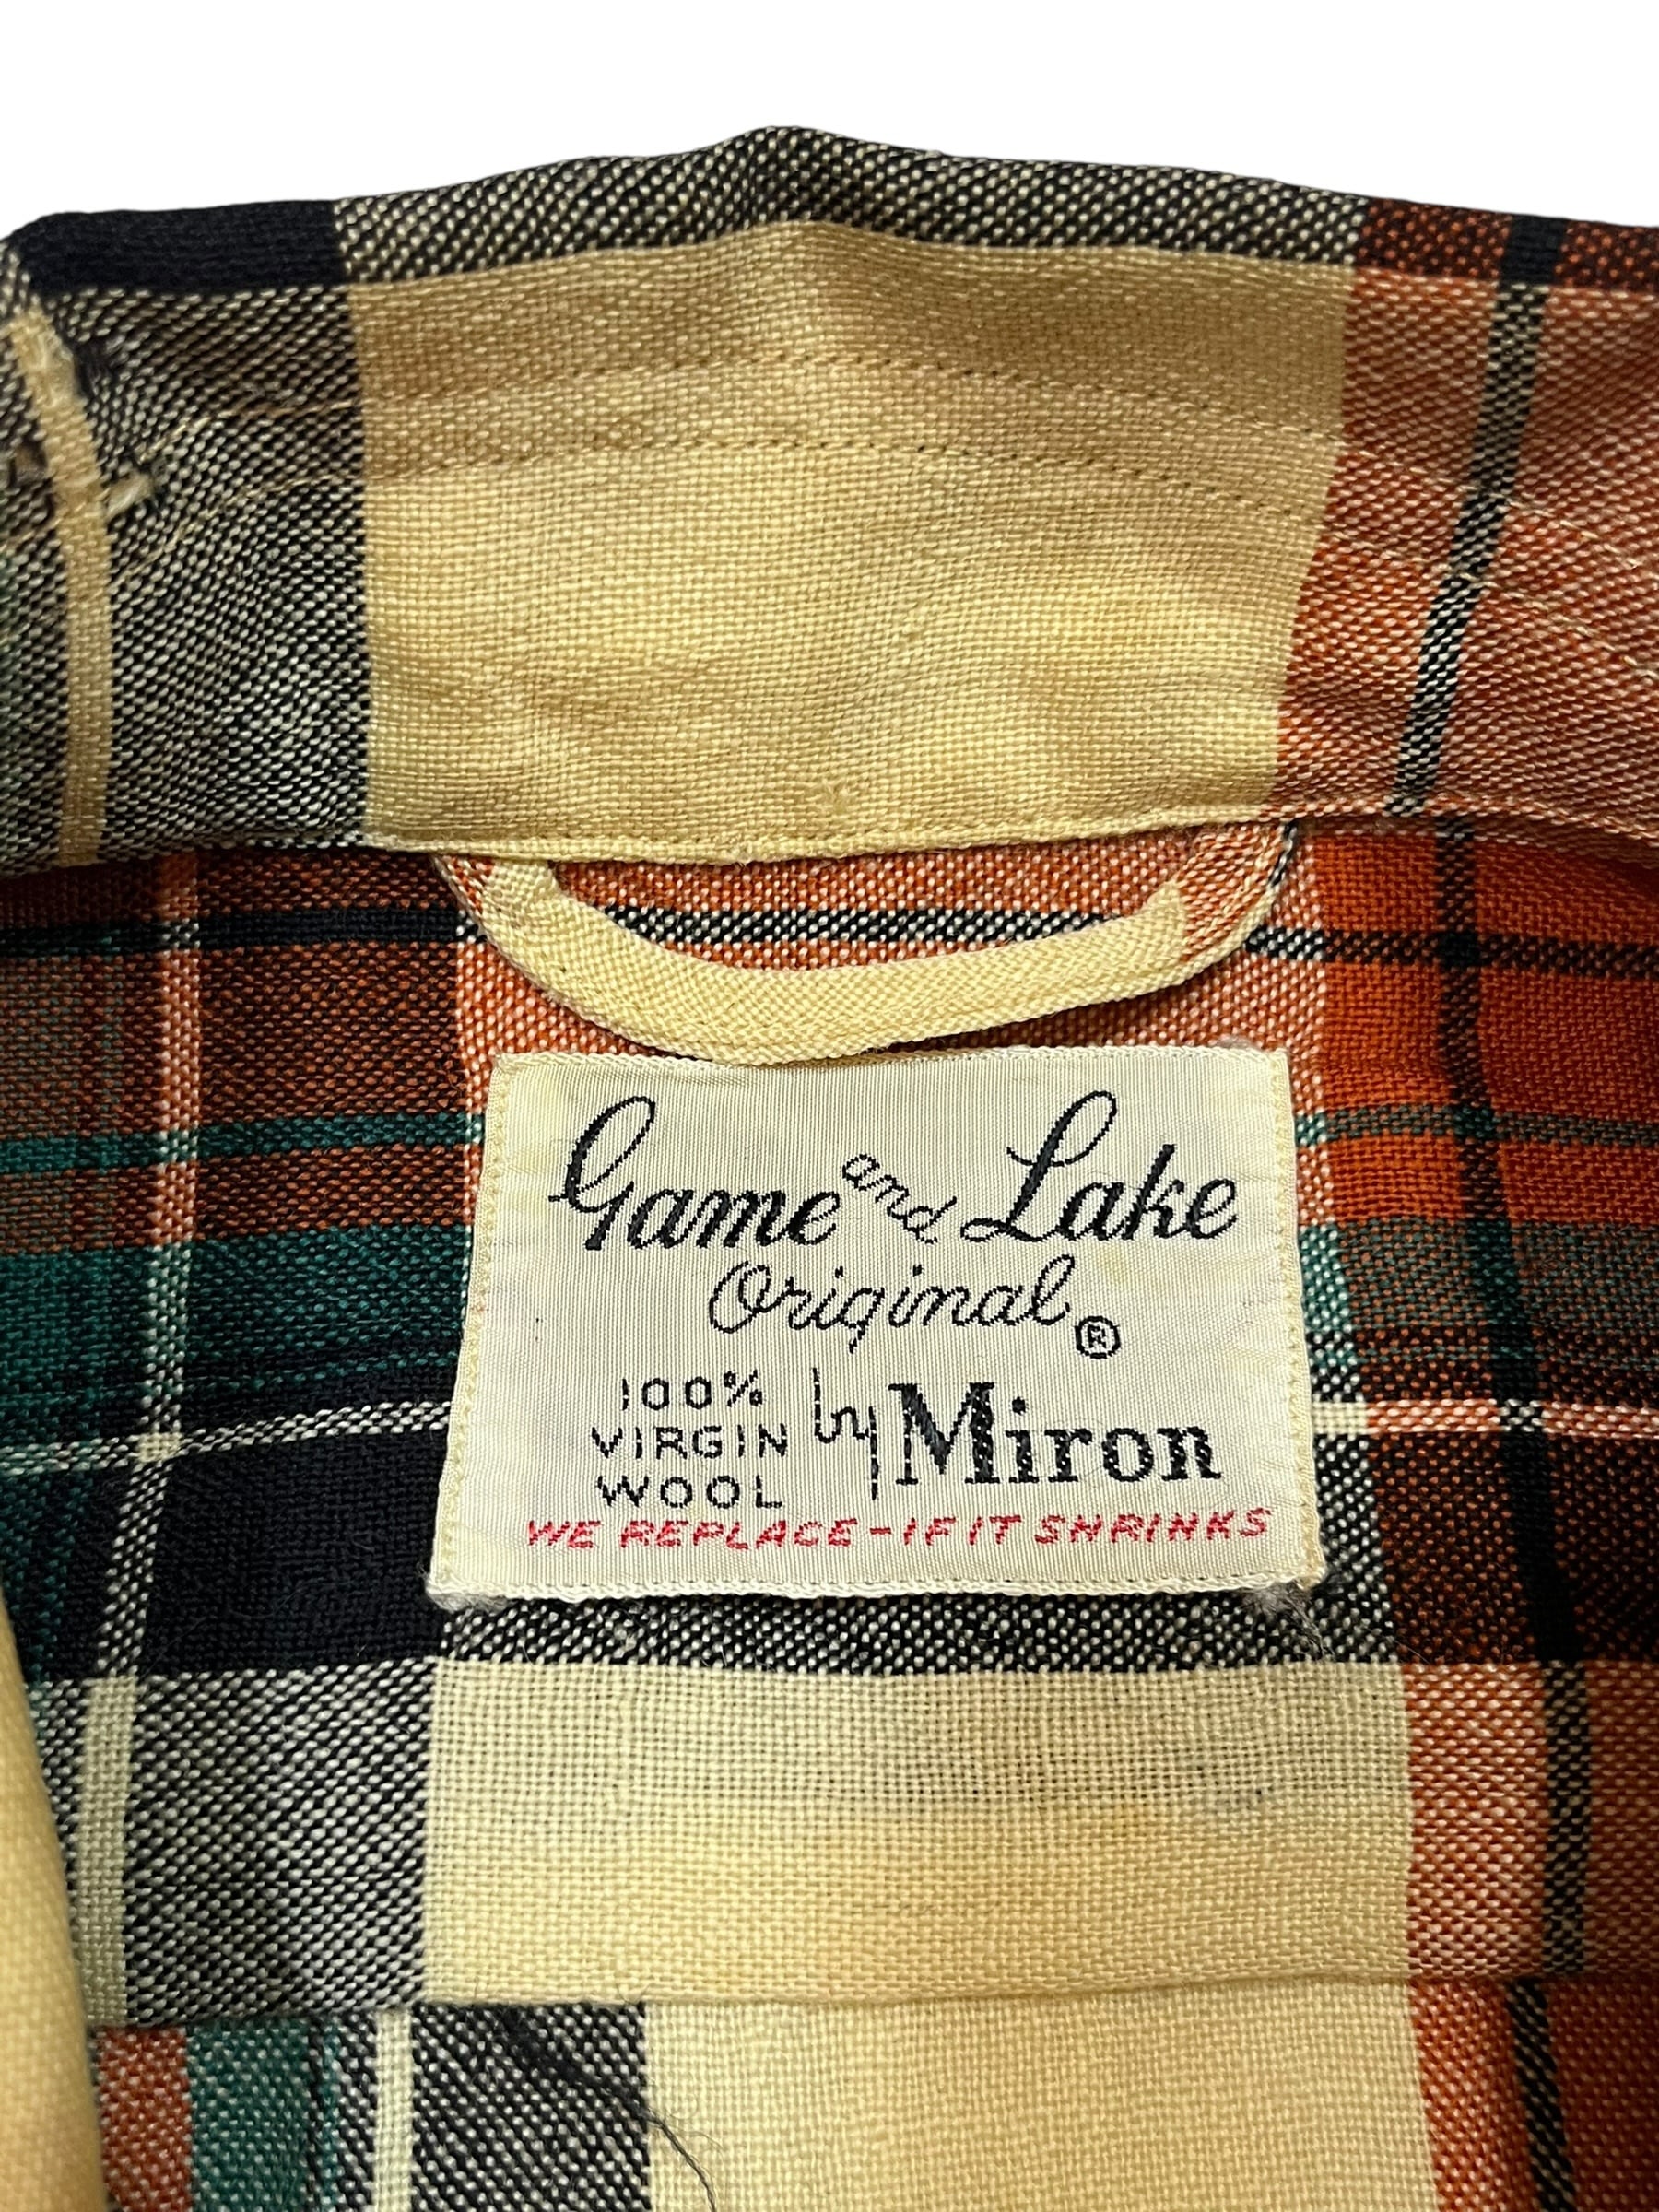 Game and Lake
Original ®
100% VIRGIN WOOL
by Miron
WE REPLACE-IF IT SHRINKS